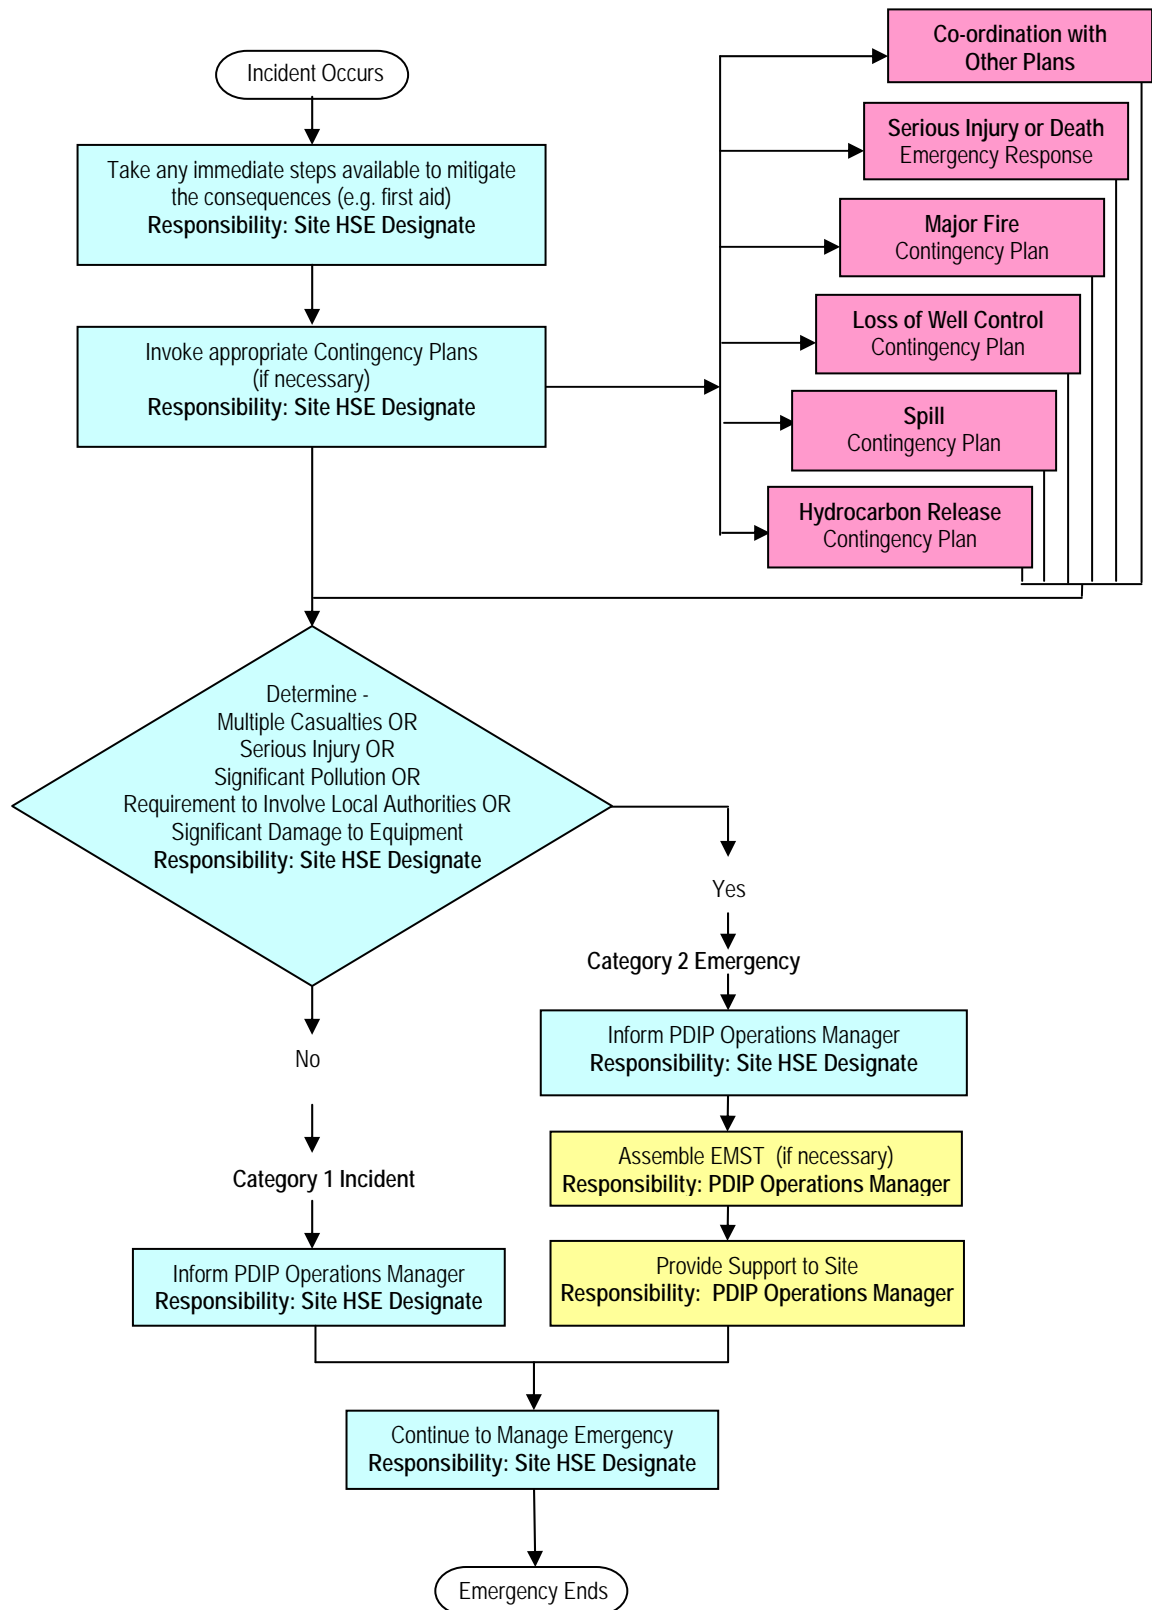 Incident Occurs
Take any immediate steps available to mitigate
the consequences (e.g. first aid)
Responsibility: Site HSE Designate
Invoke appropriate Contingency Plans
(if necessary)
Responsibility: Site HSE Designate
Co-ordination with
Other Plans
Serious Injury or Death
Emergency Response
Major Fire
Contingency Plan
Loss of Well Control
Contingency Plan
Spill
Contingency Plan
Hydrocarbon Release
Contingency Plan
Determine -
Multiple Casualties OR
Serious Injury OR
Significant Pollution OR
Requirement to Involve Local Authorities OR
Significant Damage to Equipment
Responsibility: Site HSE Designate
Yes
Category 2 Emergency
Inform PDIP Operations Manager
Responsibility: Site HSE Designate
Assemble EMST (if necessary)
Responsibility: PDIP Operations Manager
Provide Support to Site
Responsibility: PDIP Operations Manager
No
Category 1 Incident
Inform PDIP Operations Manager
Responsibility: Site HSE Designate
Continue to Manage Emergency
Responsibility: Site HSE Designate
Emergency Ends